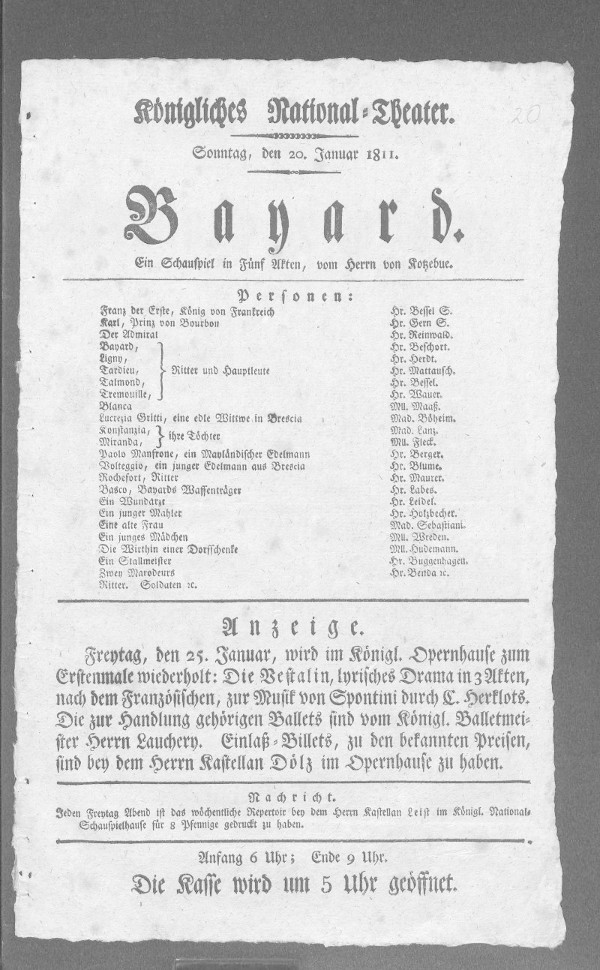 20
Königliches National-Theater.
Sonntag, den 20. Januar 1811.
Bayard.
Ein Schauspiel in Fünf Akten, vom Herrn von Kotzebue.
Personen:
Franz der Erste, König von Frankreich Hr. Bessel S.
Karl, Prinz von Bourbon Hr. Gern S.
Der Admiral Hr. Reinwald.
Bayard, Hr. Beschort.
Ligny, Hr. Herdt.
Tardieu, } Ritter und Hauptleute Hr. Mattausch.
Talmond, Hr. Bessel.
Tremouille, Hr. Wauer.
Blanca Mll. Maaß.
Lucrezia Gritti, eine edle Wittwe in Brescia Mad. Böheim.
Konstanzia, } ihre Töchter Mad. Lanz.
Miranda, Mll. Fleck.
Paolo Manfrone, ein Mayländischer Edelmann Hr. Berger.
Volteggio, ein junger Edelmann aus Brescia Hr. Blume.
Rochefort, Ritter Hr. Maurer.
Basco, Bayards Waffenträger Hr. Labes.
Ein Wundarzt Hr. Leidel.
Ein junger Mahler Hr. Holzbecher.
Eine alte Frau Mad. Sebastiani.
Ein junges Mädchen Mll. Wreden.
Die Wirthin einer Dorfschenke Mll. Hudemann.
Ein Stallmeister Hr. Buggenhagen.
Zwey Marodeurs Hr. Benda ꝛc.
Ritter. Soldaten ꝛc.
Anzeige.
Freytag, den 25. Januar, wird im Königl. Opernhause zum
Erstenmale wiederholt: Die Vestalin, lyrisches Drama in 3 Akten,
nach dem Französischen, zur Musik von Spontini durch C. Herklots.
Die zur Handlung gehörigen Ballets sind vom Königl. Balletmei-
ster Herrn Lauchery. Einlaß-Billets, zu den bekannten Preisen,
sind bey dem Herrn Kastellan Dölz im Opernhause zu haben.
Nachricht.
Jeden Freytag Abend ist das wöchentliche Repertoir bey dem Herrn Kastellan Leist im Königl. National-
Schauspielhause für 8 Pfennige gedruckt zu haben.
Anfang 6 Uhr; Ende 9 Uhr.
Die Kasse wird um 5 Uhr geöffnet.